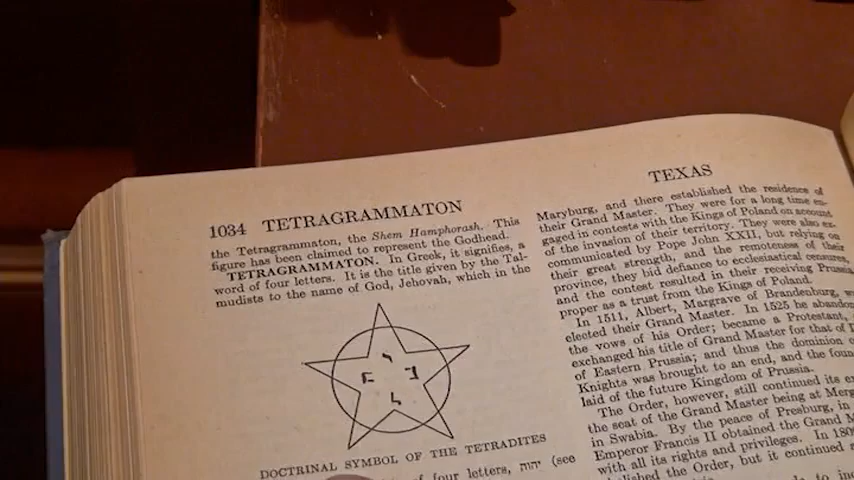 1034 TETRAGRAMMATON
the Tetragrammaton, the Shem Hamphorash. This
figure has been claimed to represent the Godhead.
TETRAGRAMMATON. In Greek, it signifies, a
word of four letters. It is the title given by the Tal-
mudists to the name of God, Jehovah, which in the
DOCTRINAL SYMBOL OF THE TETRADITES
of four letters, יהוה (see
TEXAS
Maryburg, and there established the residence of
their Grand Master. They were for a long time en-
gaged in contests with the Kings of Poland on account
of the invasion of their territory. They were also ex-
communicated by Pope John XXII, but relying on
their great strength, and the remoteness of their
province, they bid defiance to ecclesiastical censures,
and the contest resulted in their receiving Prussia
proper as a trust from the Kings of Poland.
In 1511, Albert, Margrave of Brandenburg,
elected their Grand Master. In 1525 he
the vows of his Order; became a Protestant,
exchanged his title of Grand Master for that of
of Eastern Prussia; and thus the dominion
Knights was brought to an end, and the
laid of the future Kingdom of Prussia.
The Order, however, still continued its
the seat of the Grand Master being at
in Swabia. By the peace of Presburg, in
Emperor Francis II obtained the Grand
with all its rights and privileges. In
the Order, but it continued